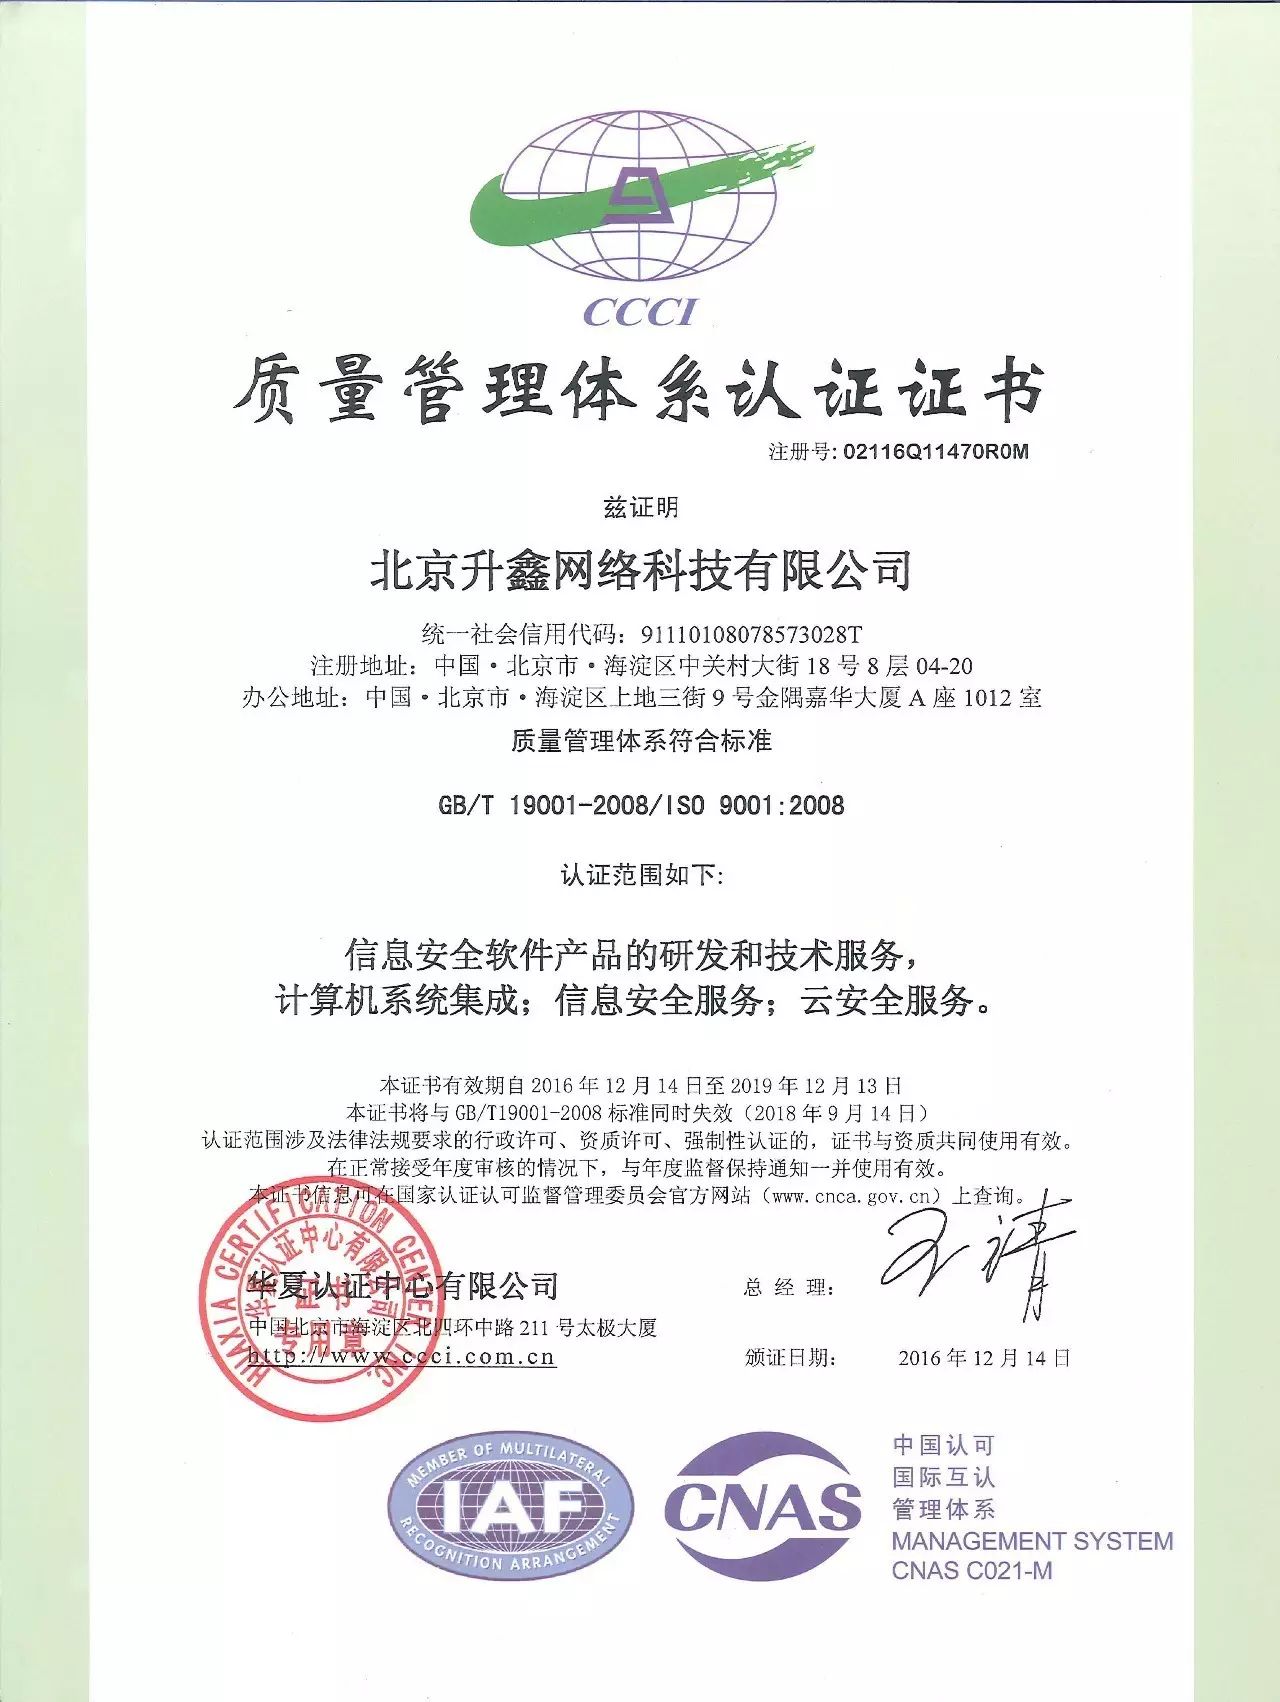 CCCI
质量管理体系认证证书
注册号: 02116Q11470R0M
兹证明
北京升鑫网络科技有限公司
统一社会信用代码：91110108078573028T
注册地址：中国·北京市·海淀区中关村大街 18 号 8 层 04-20
办公地址：中国·北京市·海淀区上地三街 9 号金隅嘉华大厦 A 座 1012 室
质量管理体系符合标准
GB/T 19001-2008/ISO 9001:2008
认证范围如下:
信息安全软件产品的研发和技术服务，
计算机系统集成；信息安全服务；云安全服务。
本证书有效期自 2016 年 12 月 14 日至 2019 年 12 月 13 日
本证书将与 GB/T19001-2008 标准同时失效（2018 年 9 月 14 日）
认证范围涉及法律法规要求的行政许可、资质许可、强制性认证的，证书与资质共同使用有效。
在正常接受年度审核的情况下，与年度监督保持通知一并使用有效。
本证书信息可在国家认证认可监督管理委员会官方网站（www.cnca.gov.cn）上查询。
HUAXIA CERTIFICATION CENTER INC.
华夏认证中心有限公司
证书
专用章
华夏认证中心有限公司
总 经 理：
中国北京市海淀区北四环中路 211 号太极大厦
http://www.ccci.com.cn
颁证日期： 2016 年 12 月 14 日
MEMBER OF MULTILATERAL
IAF
RECOGNITION ARRANGEMENT
CNAS
中国认可
国际互认
管理体系
MANAGEMENT SYSTEM
CNAS C021-M